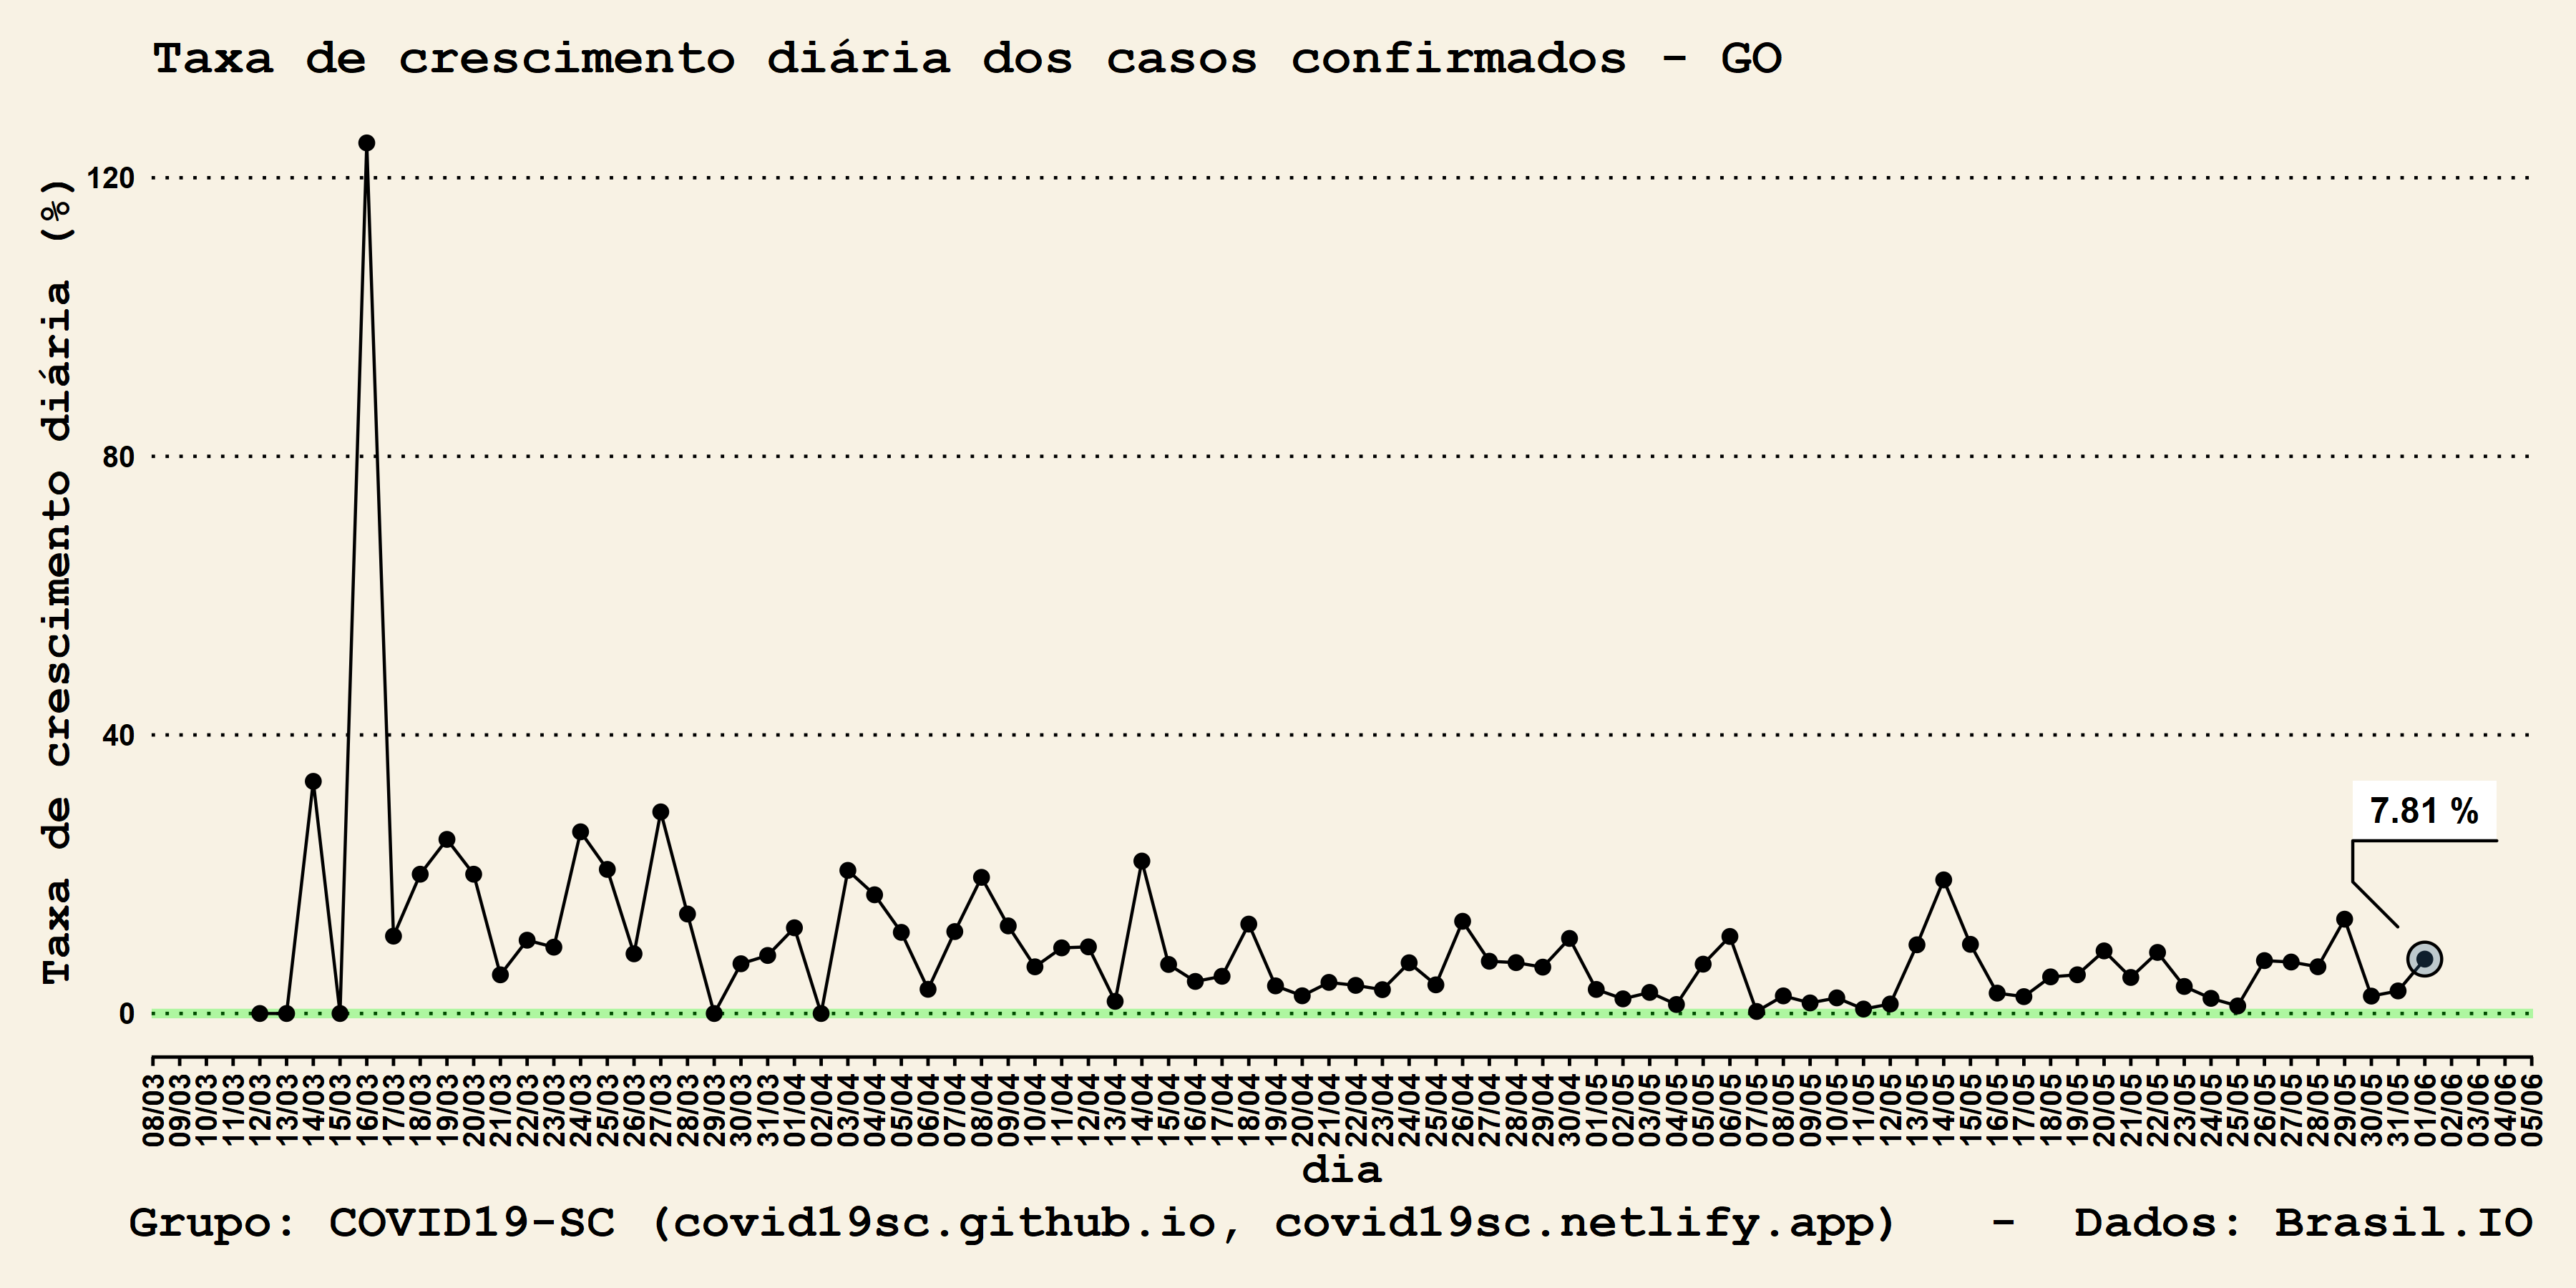 Taxa de crescimento diária dos casos confirmados - GO
Taxa de crescimento diária (%)
120
80
40
0
7.81 %
08/03 09/03 10/03 11/03 12/03 13/03 14/03 15/03 16/03 17/03 18/03 19/03 20/03 21/03 22/03 23/03 24/03 25/03 26/03 27/03 28/03 29/03 30/03 31/03 01/04 02/04 03/04 04/04 05/04 06/04 07/04 08/04 09/04 10/04 11/04 12/04 13/04 14/04 15/04 16/04 17/04 18/04 19/04 20/04 21/04 22/04 23/04 24/04 25/04 26/04 27/04 28/04 29/04 30/04 01/05 02/05 03/05 04/05 05/05 06/05 07/05 08/05 09/05 10/05 11/05 12/05 13/05 14/05 15/05 16/05 17/05 18/05 19/05 20/05 21/05 22/05 23/05 24/05 25/05 26/05 27/05 28/05 29/05 30/05 31/05 01/06 02/06 03/06 04/06 05/06
dia
Grupo: COVID19-SC (covid19sc.github.io, covid19sc.netlify.app) - Dados: Brasil.IO